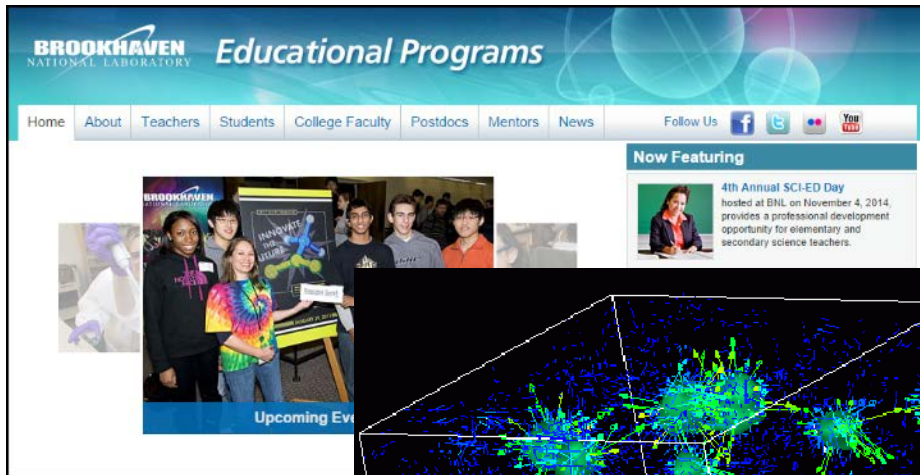 BROOKHAVEN
NATIONAL LABORATORY
Educational Programs
Home About Teachers Students College Faculty Postdocs Mentors News Follow Us
You
Tube
Now Featuring
4th Annual SCI-ED Day
hosted at BNL on November 4, 2014,
provides a professional development
opportunity for elementary and
secondary science teachers.
BROOKHAVEN
INNOVATE
THE
FUTURE
Upcoming Eve